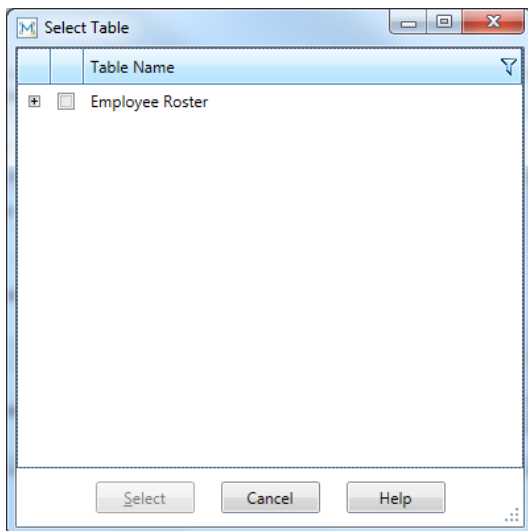 Select Table
Table Name
Employee Roster
Select
Cancel
Help